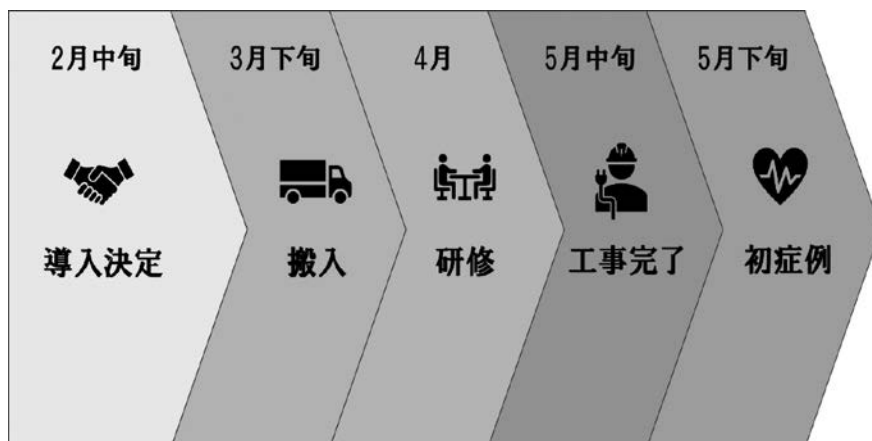 2月中旬
3月下旬
4月
5月中旬
5月下旬
導入決定
搬入
研修
工事完了
初症例